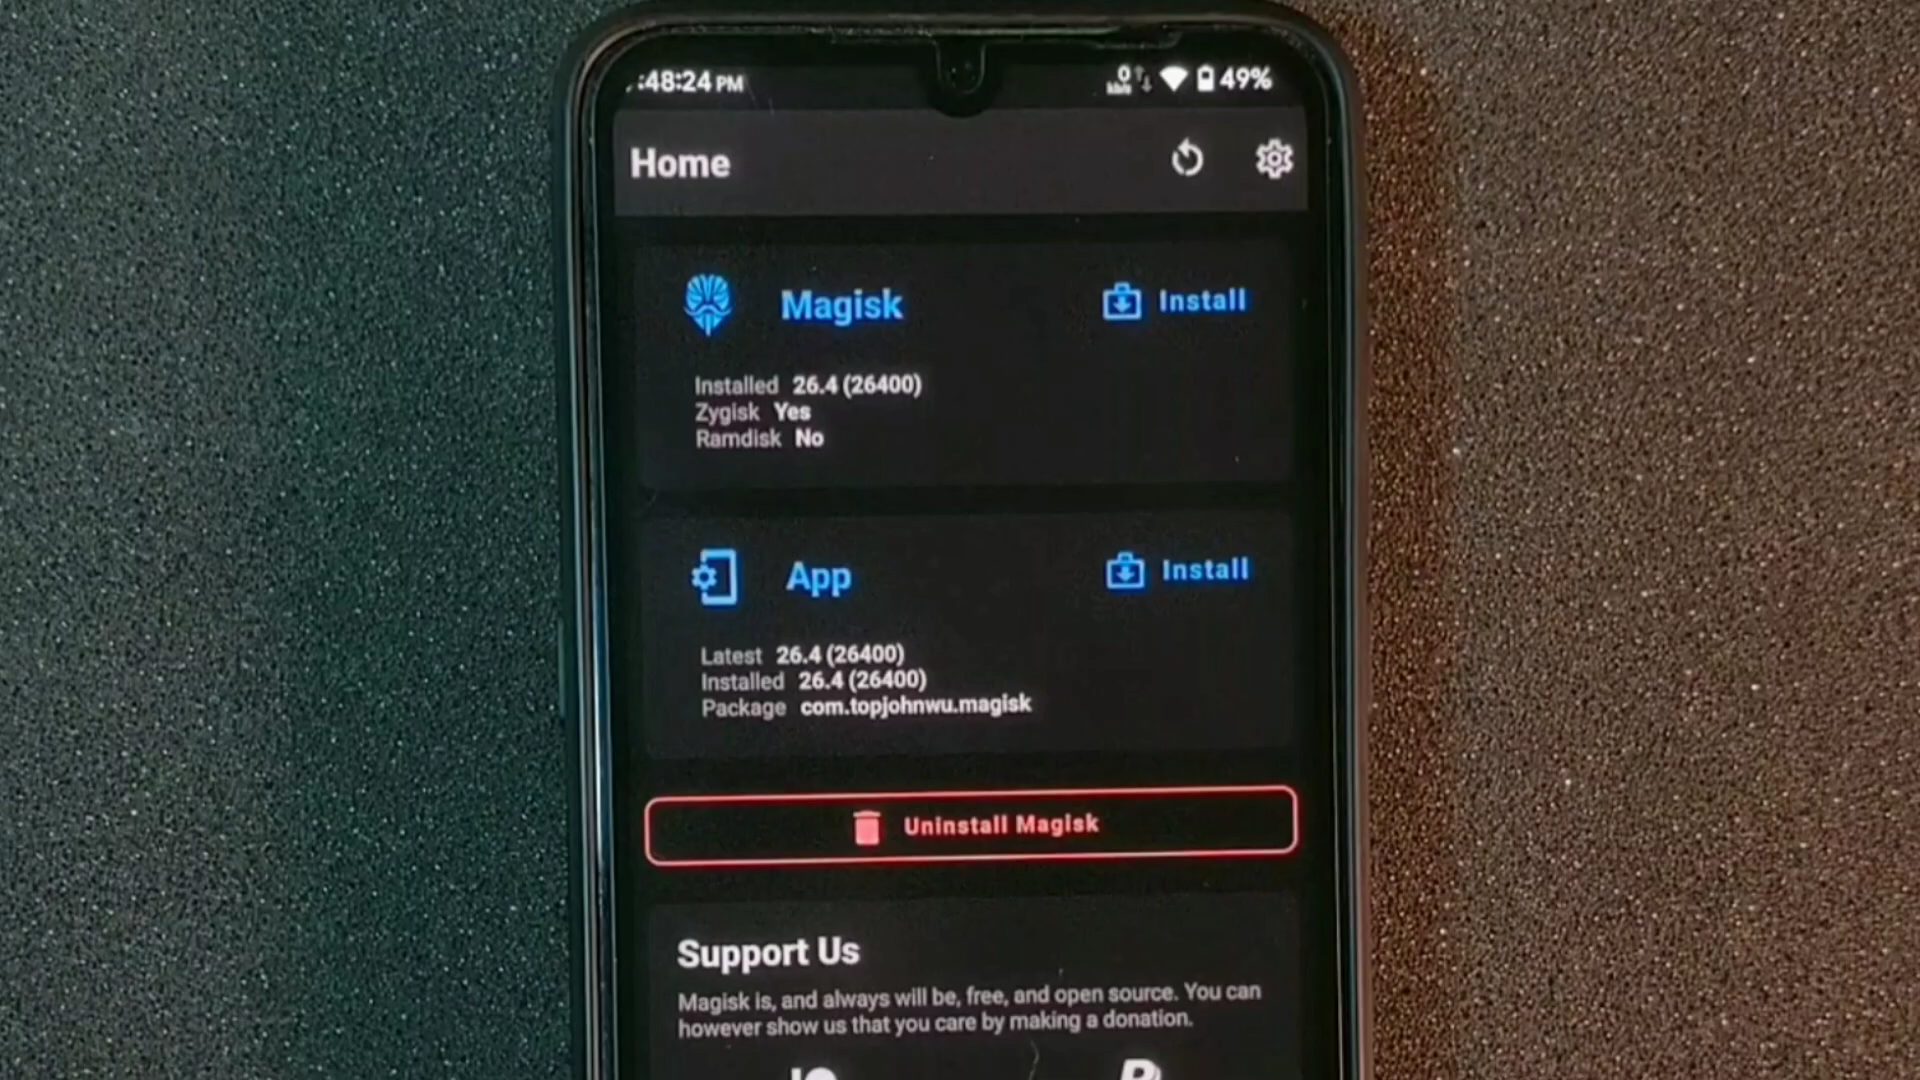 :48:24 PM
0 kb/s 49%
Home
Magisk Install
Installed 26.4 (26400)
Zygisk Yes
Ramdisk No
App Install
Latest 26.4 (26400)
Installed 26.4 (26400)
Package com.topjohnwu.magisk
Uninstall Magisk
Support Us
Magisk is, and always will be, free, and open source. You can
however show us that you care by making a donation.